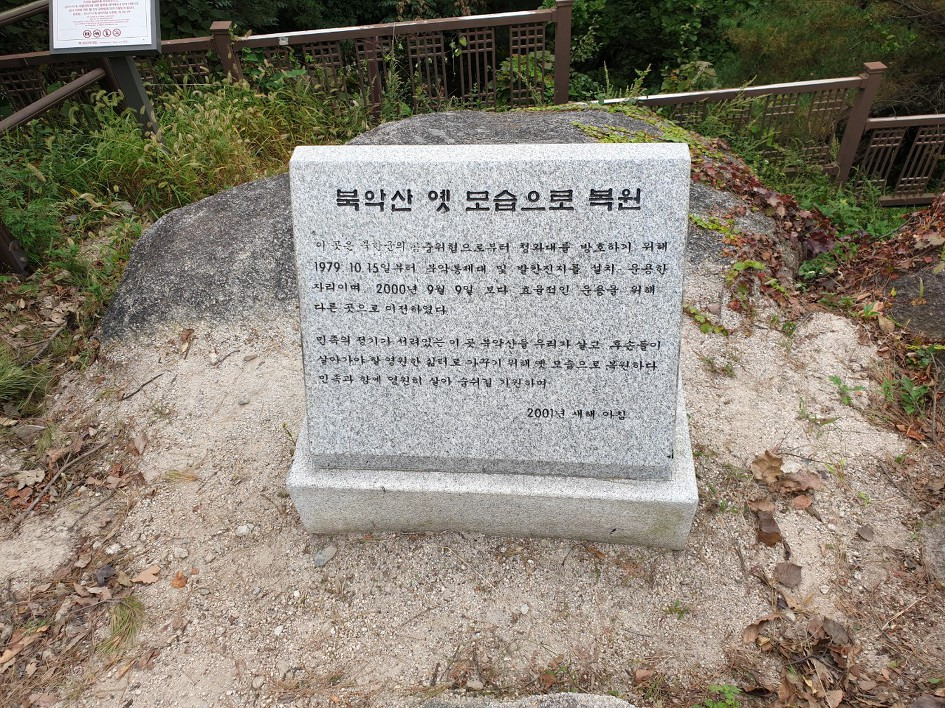 북악산 옛 모습으로 복원
이 곳은 북한군의 공중위협으로부터 청와대를 방호하기 위해
1979. 10. 15일부터 북악통제대 및 발칸진지를 설치 운용한
자리이며, 2000년 9월 9일 보다 효율적인 운용을 위해
다른 곳으로 이전하였다.
민족의 정기가 서려있는 이 곳 북악산을 우리가 살고, 후손들이
살아가야 할 영원한 삶터로 가꾸기 위해 옛 모습으로 복원하다.
민족과 함께 영원히 살아 숨쉬길 기원하며
2001년 새해 아침